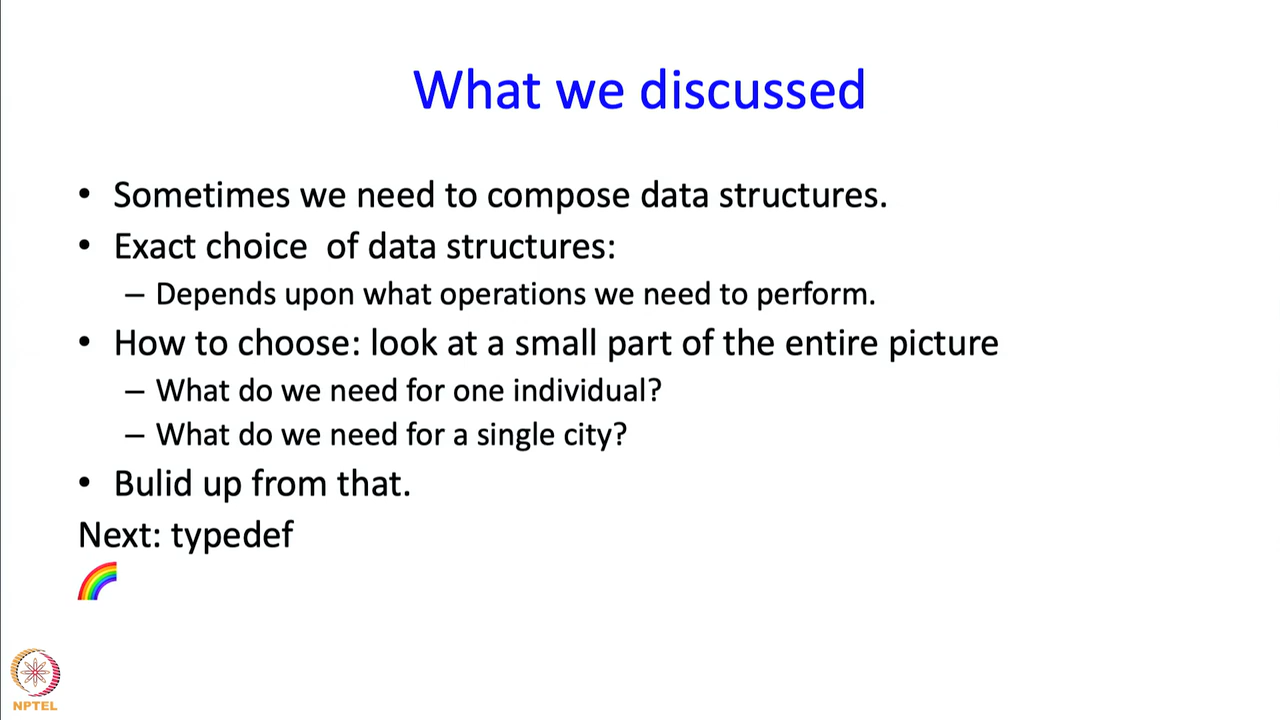 What we discussed
• Sometimes we need to compose data structures.
• Exact choice  of data structures:
– Depends upon what operations we need to perform.
• How to choose: look at a small part of the entire picture
– What do we need for one individual?
– What do we need for a single city?
• Bulid up from that.
Next: typedef
NPTEL